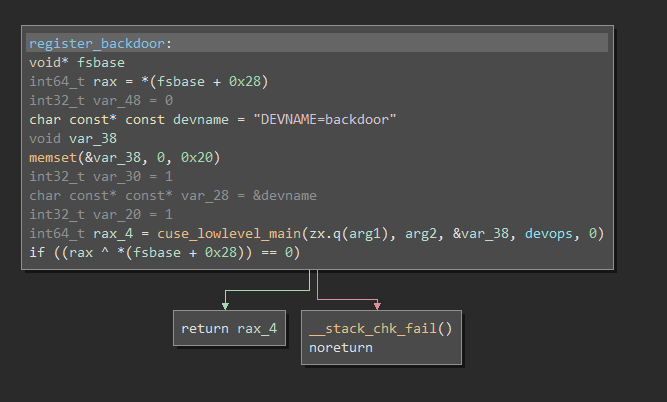 register_backdoor:
void* fsbase
int64_t rax = *(fsbase + 0x28)
int32_t var_48 = 0
char const* const devname = "DEVNAME=backdoor"
void var_38
memset(&var_38, 0, 0x20)
int32_t var_30 = 1
char const* const* var_28 = &devname
int32_t var_20 = 1
int64_t rax_4 = cuse_lowlevel_main(zx.q(arg1), arg2, &var_38, devops, 0)
if ((rax ^ *(fsbase + 0x28)) == 0)
return rax_4
__stack_chk_fail()
noreturn